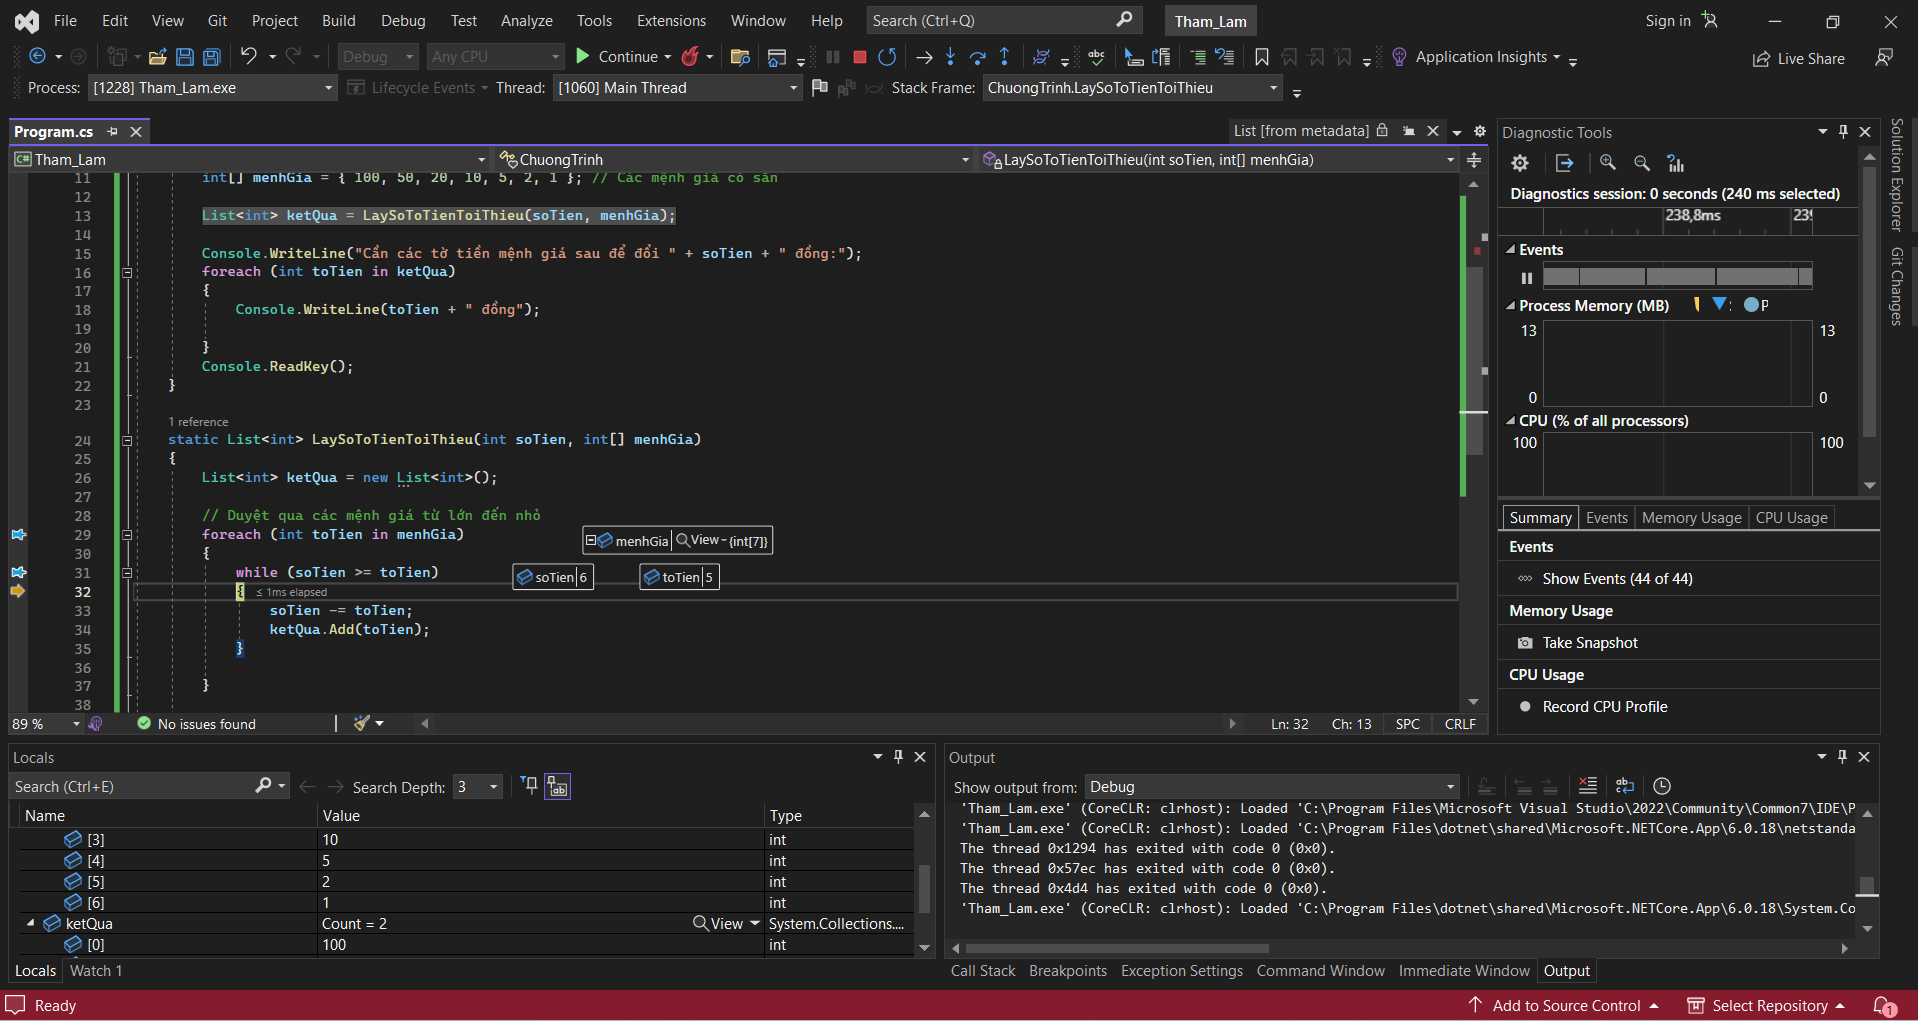 File Edit View Git Project Build Debug Test Analyze Tools Extensions Window Help Search (Ctrl+Q) Tham_Lam Sign in
Debug Any CPU Continue Application Insights Live Share
Process: [1228] Tham_Lam.exe Lifecycle Events Thread: [1060] Main Thread Stack Frame: ChuongTrinh.LaySoToTienToiThieu
Program.cs List [from metadata]
C# Tham_Lam ChuongTrinh LaySoToTienToiThieu(int soTien, int[] menhGia)
11 int[] menhGia = { 100, 50, 20, 10, 5, 2, 1 }; // Các mệnh giá có sẵn
12
13 List<int> ketQua = LaySoToTienToiThieu(soTien, menhGia);
14
15 Console.WriteLine("Cần các tờ tiền mệnh giá sau để đổi " + soTien + " đồng:");
16 foreach (int toTien in ketQua)
17 {
18 Console.WriteLine(toTien + " đồng");
19
20 }
21 Console.ReadKey();
22 }
23
1 reference
24 static List<int> LaySoToTienToiThieu(int soTien, int[] menhGia)
25 {
26 List<int> ketQua = new List<int>();
27
28 // Duyệt qua các mệnh giá từ lớn đến nhỏ
29 foreach (int toTien in menhGia) menhGia View {int[7]}
30 {
31 while (soTien >= toTien) soTien 6 toTien 5
32 { ≤ 1ms elapsed
33 soTien -= toTien;
34 ketQua.Add(toTien);
35 }
36
37 }
38
89 % No issues found Ln: 32 Ch: 13 SPC CRLF
Diagnostic Tools
Diagnostics session: 0 seconds (240 ms selected)
238,8ms
Events
Process Memory (MB) P
13 13
0 0
CPU (% of all processors)
100 100
Summary Events Memory Usage CPU Usage
Events
Show Events (44 of 44)
Memory Usage
Take Snapshot
CPU Usage
Record CPU Profile
Solution Explorer
Git Changes
Locals
Search (Ctrl+E) Search Depth: 3
Name Value Type
[3] 10 int
[4] 5 int
[5] 2 int
[6] 1 int
ketQua Count = 2 View System.Collections....
[0] 100 int
Locals Watch 1
Output
Show output from: Debug
'Tham_Lam.exe' (CoreCLR: clrhost): Loaded 'C:\Program Files\Microsoft Visual Studio\2022\Community\Common7\IDE\P
'Tham_Lam.exe' (CoreCLR: clrhost): Loaded 'C:\Program Files\dotnet\shared\Microsoft.NETCore.App\6.0.18\netstanda
The thread 0x1294 has exited with code 0 (0x0).
The thread 0x57ec has exited with code 0 (0x0).
The thread 0x4d4 has exited with code 0 (0x0).
'Tham_Lam.exe' (CoreCLR: clrhost): Loaded 'C:\Program Files\dotnet\shared\Microsoft.NETCore.App\6.0.18\System.Co
Call Stack Breakpoints Exception Settings Command Window Immediate Window Output
Ready Add to Source Control Select Repository 1